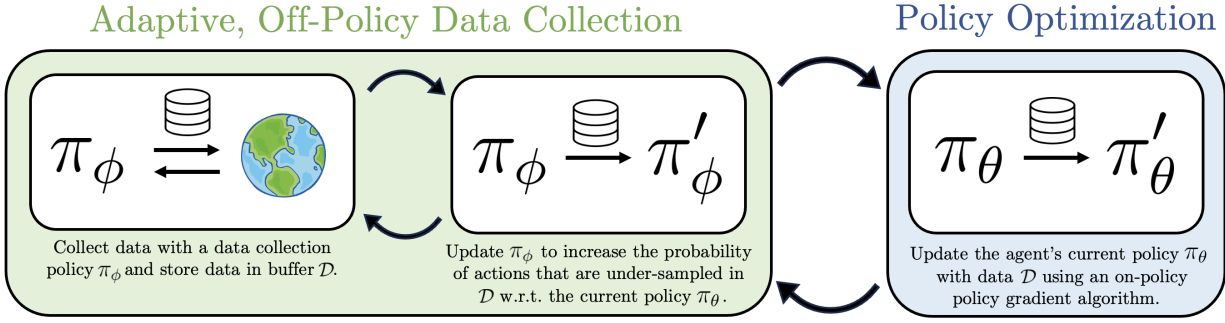 Adaptive, Off-Policy Data Collection
Policy Optimization
π_ϕ
π_ϕ
π′_ϕ
π_θ
π′_θ
Collect data with a data collection
policy π_ϕ and store data in buffer 𝒟.
Update π_ϕ to increase the probability
of actions that are under-sampled in
𝒟 w.r.t. the current policy π_θ.
Update the agent's current policy π_θ
with data 𝒟 using an on-policy
policy gradient algorithm.